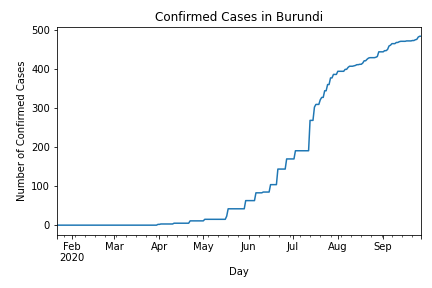 Confirmed Cases in Burundi
500
400
300
200
100
0
Number of Confirmed Cases
Feb Mar Apr May Jun Jul Aug Sep
2020
Day